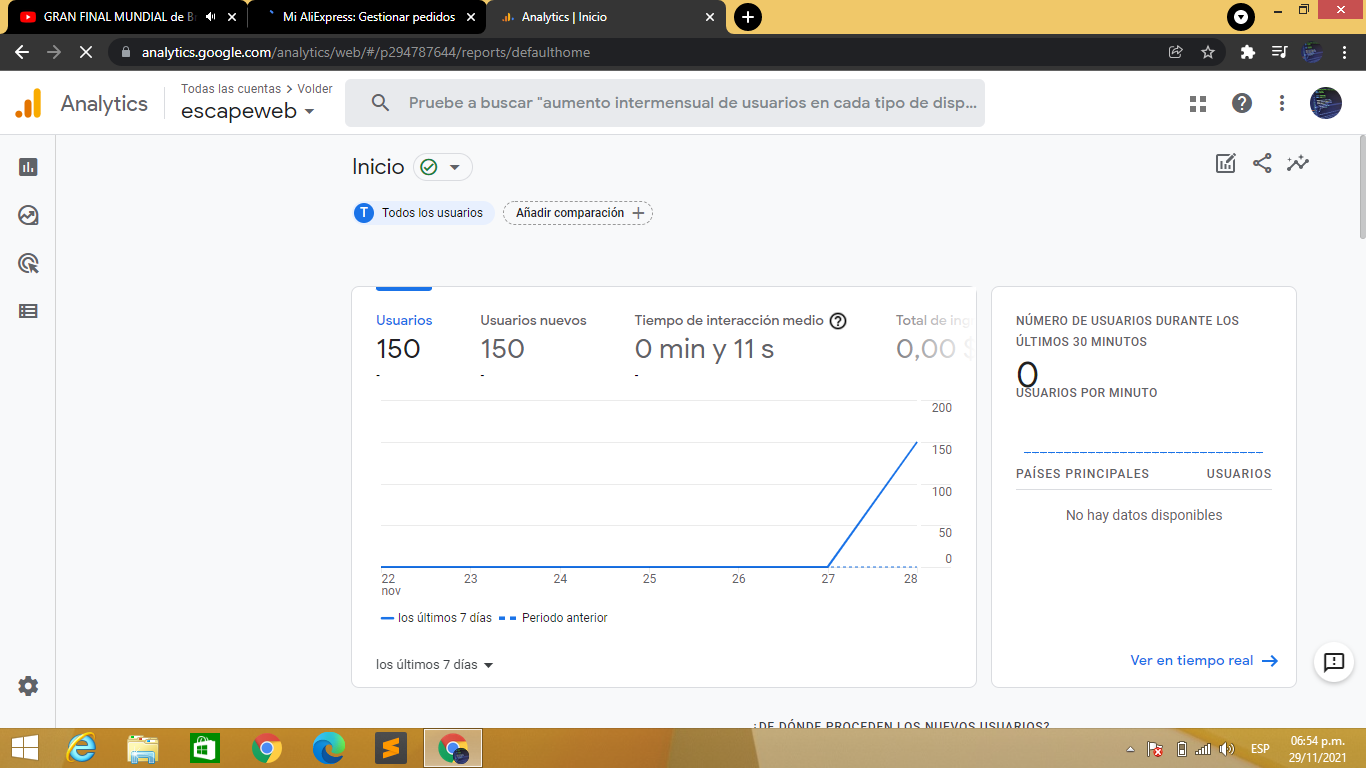 GRAN FINAL MUNDIAL de B
Mi AliExpress: Gestionar pedidos
Analytics | Inicio
analytics.google.com/analytics/web/#/p294787644/reports/defaulthome
Analytics
Todas las cuentas > Volder
escapeweb
Pruebe a buscar "aumento intermensual de usuarios en cada tipo de disp...
Inicio
T Todos los usuarios
Añadir comparación +
Usuarios
150
-
Usuarios nuevos
150
-
Tiempo de interacción medio
0 min y 11 s
-
Total de ing
0,00 $
200
150
100
50
0
22 23 24 25 26 27 28
nov
los últimos 7 días Periodo anterior
los últimos 7 días
NÚMERO DE USUARIOS DURANTE LOS
ÚLTIMOS 30 MINUTOS
0
USUARIOS POR MINUTO
PAÍSES PRINCIPALES USUARIOS
No hay datos disponibles
Ver en tiempo real
¿DE DÓNDE PROCEDEN LOS NUEVOS USUARIOS?
ESP
06:54 p.m.
29/11/2021